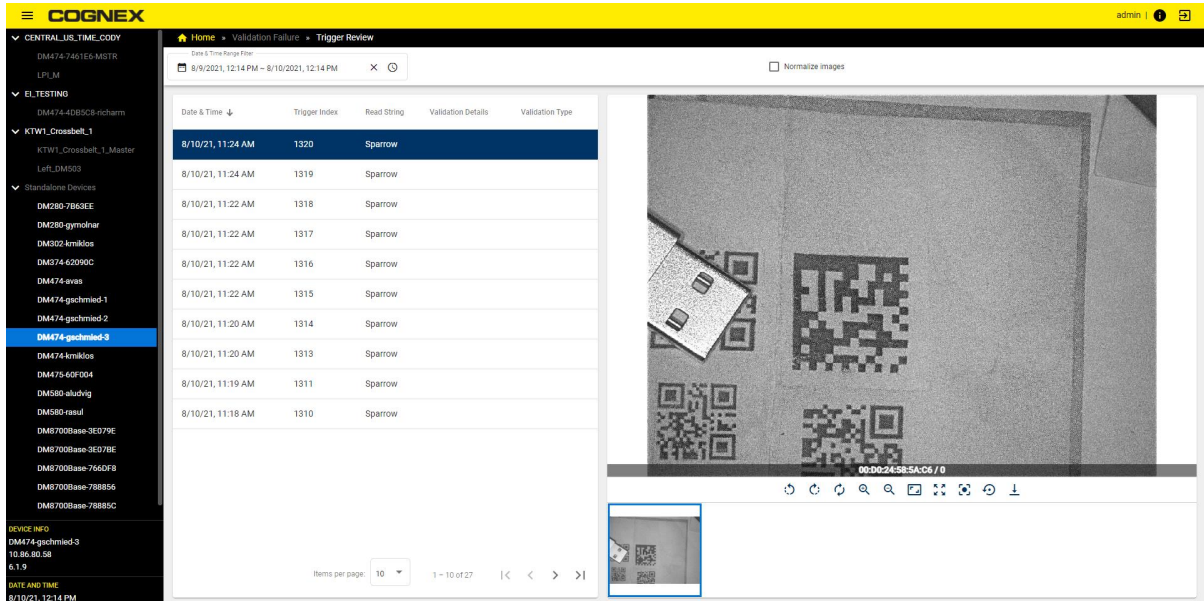 COGNEX
admin |
CENTRAL_US_TIME_CODY
DM474-7461E6-MSTR
LPI_M
EI_TESTING
DM474-4DB5C8-richarm
KTW1_Crossbelt_1
KTW1_Crossbelt_1_Master
Left_DM503
Standalone Devices
DM280-7B63EE
DM280-gymolnar
DM302-kmiklos
DM374-62090C
DM474-avas
DM474-gschmied-1
DM474-gschmied-2
DM474-gschmied-3
DM474-kmiklos
DM475-60F004
DM580-aludvig
DM580-rasul
DM8700Base-3E079E
DM8700Base-3E07BE
DM8700Base-766DF8
DM8700Base-788856
DM8700Base-78885C
DEVICE INFO
DM474-gschmied-3
10.86.80.58
6.1.9
DATE AND TIME
8/10/21, 12:14 PM
Home » Validation Failure » Trigger Review
Date & Time Range Filter
8/9/2021, 12:14 PM – 8/10/2021, 12:14 PM
Normalize images
Date & Time Trigger Index Read String Validation Details Validation Type
8/10/21, 11:24 AM 1320 Sparrow
8/10/21, 11:24 AM 1319 Sparrow
8/10/21, 11:22 AM 1318 Sparrow
8/10/21, 11:22 AM 1317 Sparrow
8/10/21, 11:22 AM 1316 Sparrow
8/10/21, 11:22 AM 1315 Sparrow
8/10/21, 11:20 AM 1314 Sparrow
8/10/21, 11:20 AM 1313 Sparrow
8/10/21, 11:19 AM 1311 Sparrow
8/10/21, 11:18 AM 1310 Sparrow
Items per page: 10 1 – 10 of 27
00:D0:24:58:5A:C6 / 0